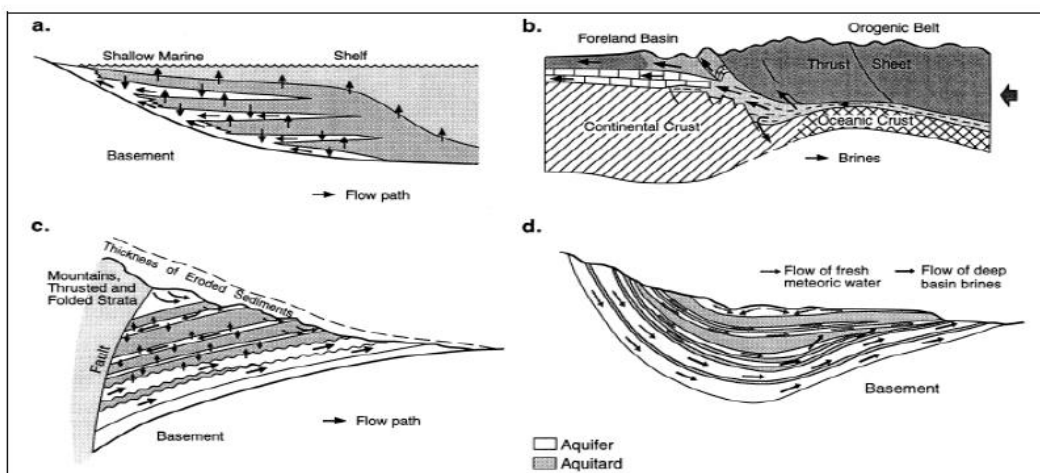 a.
Shallow Marine
Shelf
Basement
Flow path
b.
Orogenic Belt
Foreland Basin
Thrust
Sheet
Continental Crust
Oceanic Crust
Brines
c.
Thickness of Eroded Sediments
Mountains,
Thrusted and
Folded Strata
Fault
Flow path
Basement
d.
Flow of fresh
meteoric water
Flow of deep
basin brines
Basement
Aquifer
Aquitard